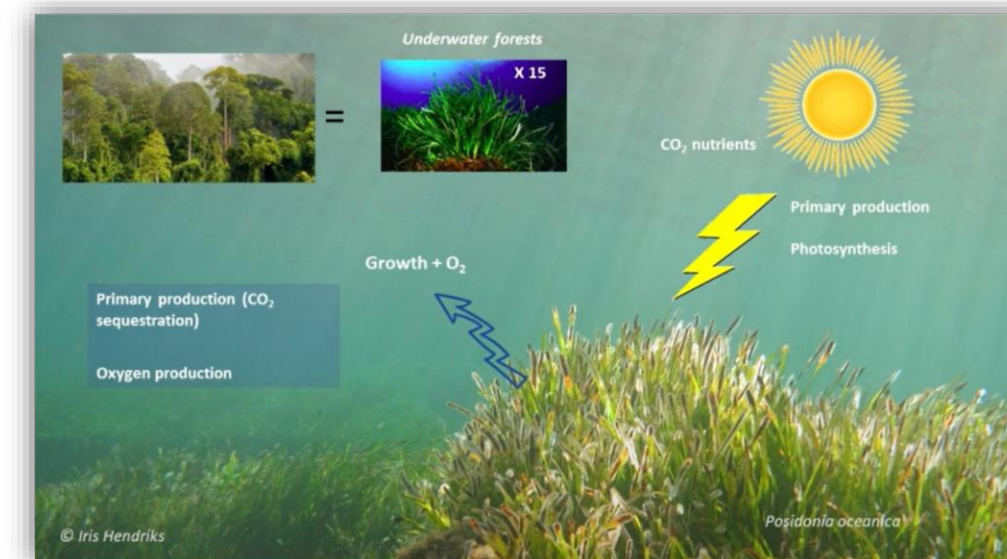 Underwater forests
X 15
=
CO₂ nutrients
Primary production
Photosynthesis
Growth + O₂
Primary production (CO₂
sequestration)
Oxygen production
Posidonia oceanica
© Iris Hendriks